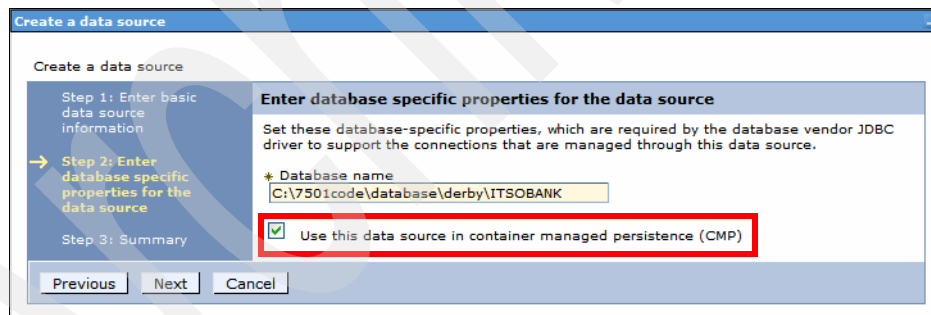 Create a data source
Create a data source
Step 1: Enter basic
data source
information
Step 2: Enter
database specific
properties for the
data source
Step 3: Summary
Enter database specific properties for the data source
Set these database-specific properties, which are required by the database vendor JDBC
driver to support the connections that are managed through this data source.
* Database name
C:\7501code\database\derby\ITSOBANK
Use this data source in container managed persistence (CMP)
Previous Next Cancel